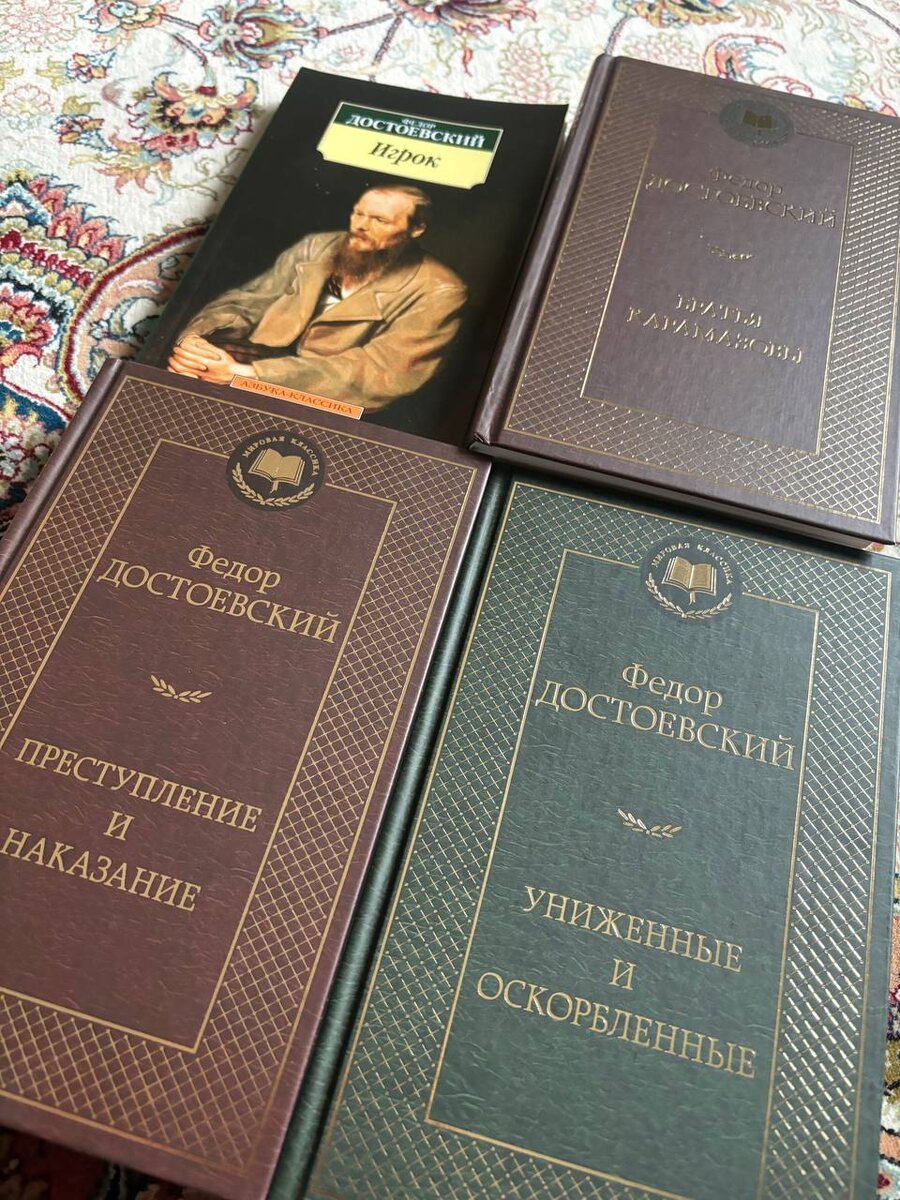 ФЕДОР
ДОСТОЕВСКИЙ
Игрок
АЗБУКА-КЛАССИКА
Федор
ДОСТОЕВСКИЙ
БРАТЬЯ
КАРАМАЗОВЫ
МИРОВАЯ КЛАССИКА
Федор
ДОСТОЕВСКИЙ
ПРЕСТУПЛЕНИЕ
И
НАКАЗАНИЕ
МИРОВАЯ КЛАССИКА
Федор
ДОСТОЕВСКИЙ
УНИЖЕННЫЕ
И
ОСКОРБЛЕННЫЕ